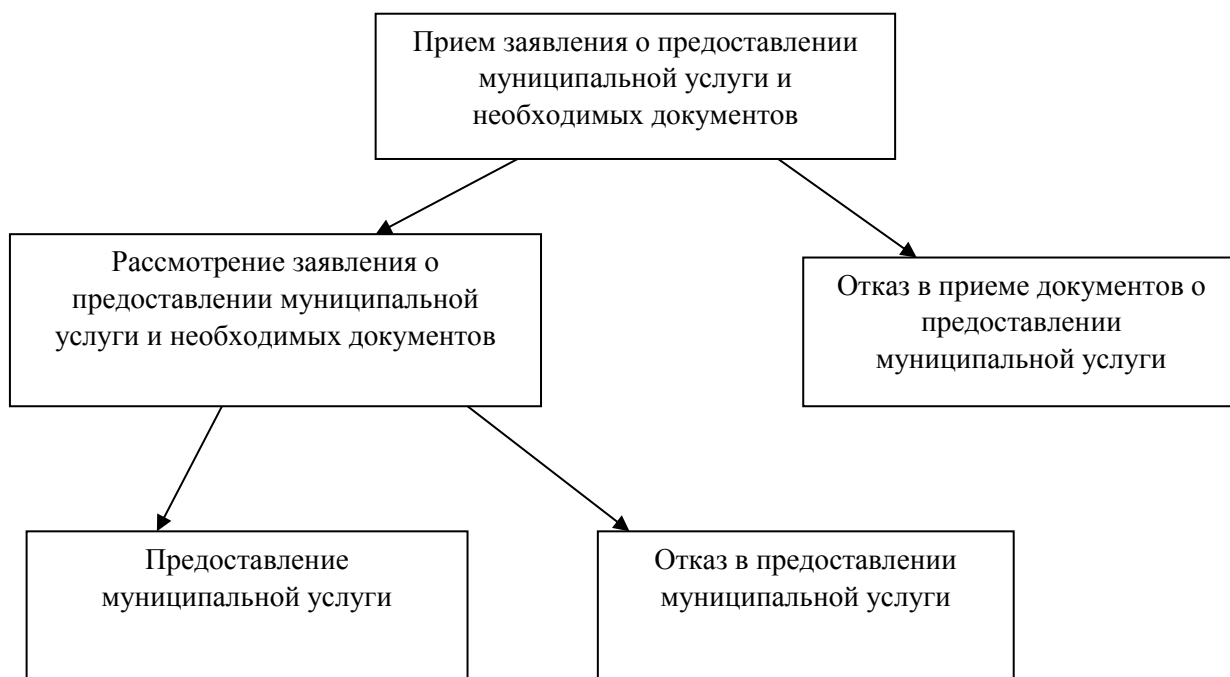 Прием заявления о предоставлении
муниципальной услуги и
необходимых документов
Рассмотрение заявления о
предоставлении муниципальной
услуги и необходимых документов
Отказ в приеме документов о
предоставлении
муниципальной услуги
Предоставление
муниципальной услуги
Отказ в предоставлении
муниципальной услуги